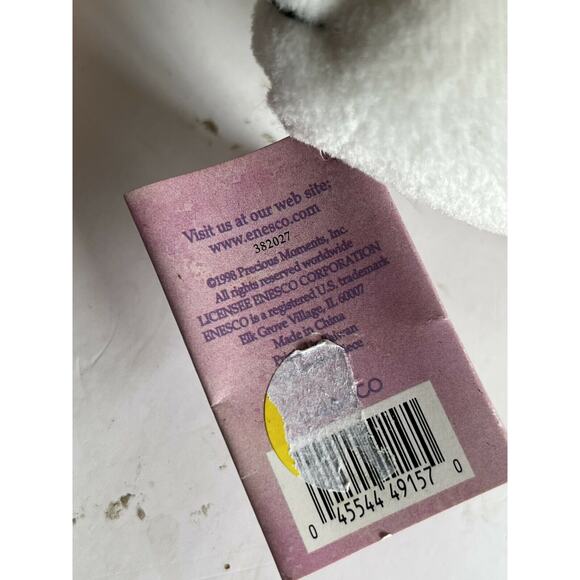 Visit us at our web site:
www.enesco.com
382027
©1998 Precious Moments, Inc.
All rights reserved worldwide
LICENSEE ENESCO CORPORATION
ENESCO is a registered U.S. trademark
Elk Grove Village, IL 60007
Made in China
0 45544 49157 0